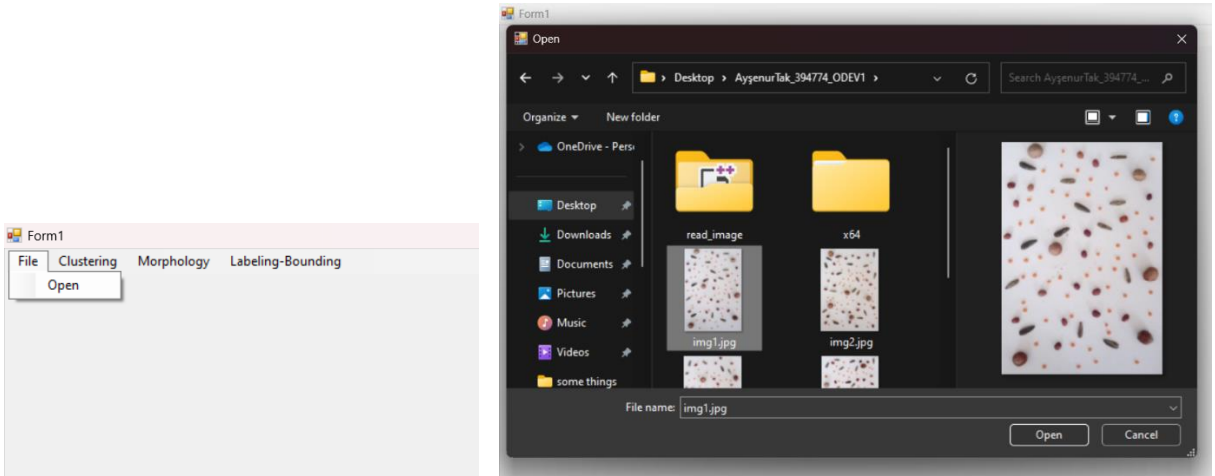 Form1
File Clustering Morphology Labeling-Bounding
Open
Form1
Open
Desktop › AyşenurTak_394774_ODEV1 ›
Search AyşenurTak_394774_...
Organize New folder
OneDrive - Pers
Desktop
Downloads
Documents
Pictures
Music
Videos
some things
read_image x64
img1.jpg img2.jpg
File name: img1.jpg
Open Cancel